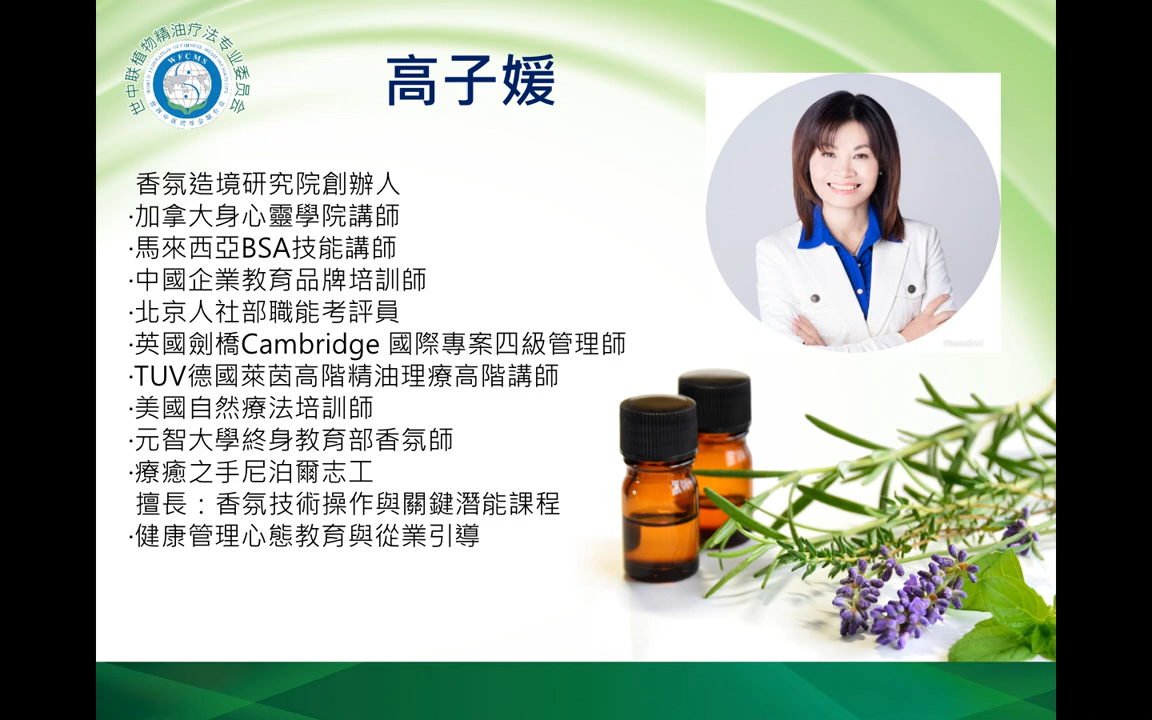 世中联植物精油疗法专业委员会
WORLD FEDERATION OF CHINESE MEDICINE SOCIETIES
WFCMS
高子媛
香氛造境研究院創辦人
·加拿大身心靈學院講師
·馬來西亞BSA技能講師
·中國企業教育品牌培訓師
·北京人社部職能考評員
·英國劍橋Cambridge 國際專案四級管理師
·TUV德國萊茵高階精油理療高階講師
·美國自然療法培訓師
·元智大學終身教育部香氛師
·療癒之手尼泊爾志工
擅長：香氛技術操作與關鍵潛能課程
·健康管理心態教育與從業引導